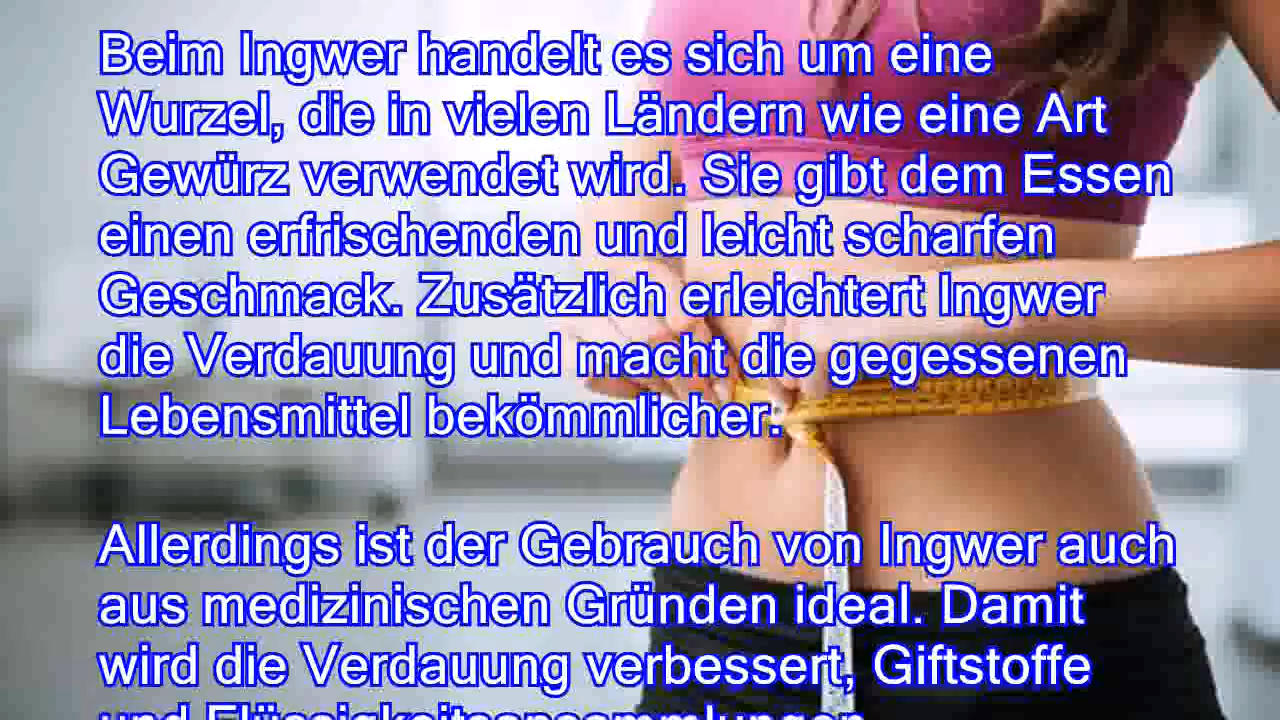 Beim Ingwer handelt es sich um eine
Wurzel, die in vielen Ländern wie eine Art
Gewürz verwendet wird. Sie gibt dem Essen
einen erfrischenden und leicht scharfen
Geschmack. Zusätzlich erleichtert Ingwer
die Verdauung und macht die gegessenen
Lebensmittel bekömmlicher.
Allerdings ist der Gebrauch von Ingwer auch
aus medizinischen Gründen ideal. Damit
wird die Verdauung verbessert, Giftstoffe
und Flüssigkeitsansammlungen